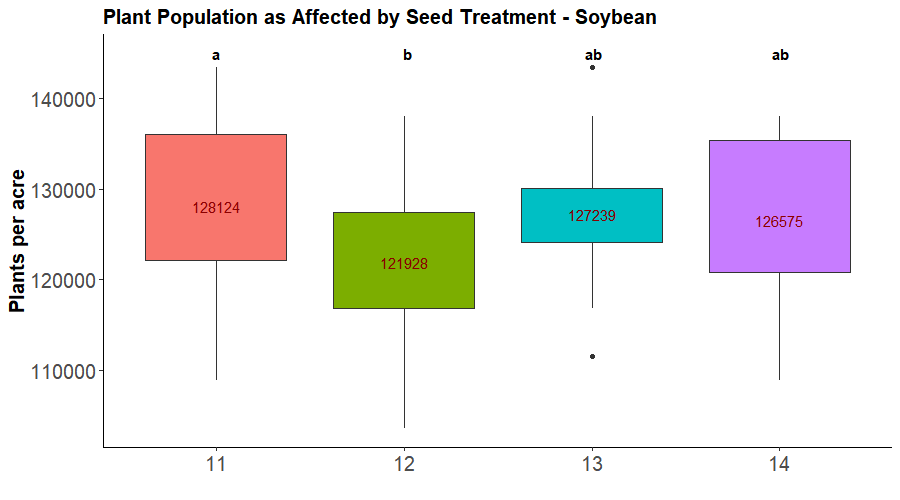 Plant Population as Affected by Seed Treatment - Soybean
a b ab ab
140000
130000
120000
110000
Plants per acre
128124
121928
127239
126575
11 12 13 14